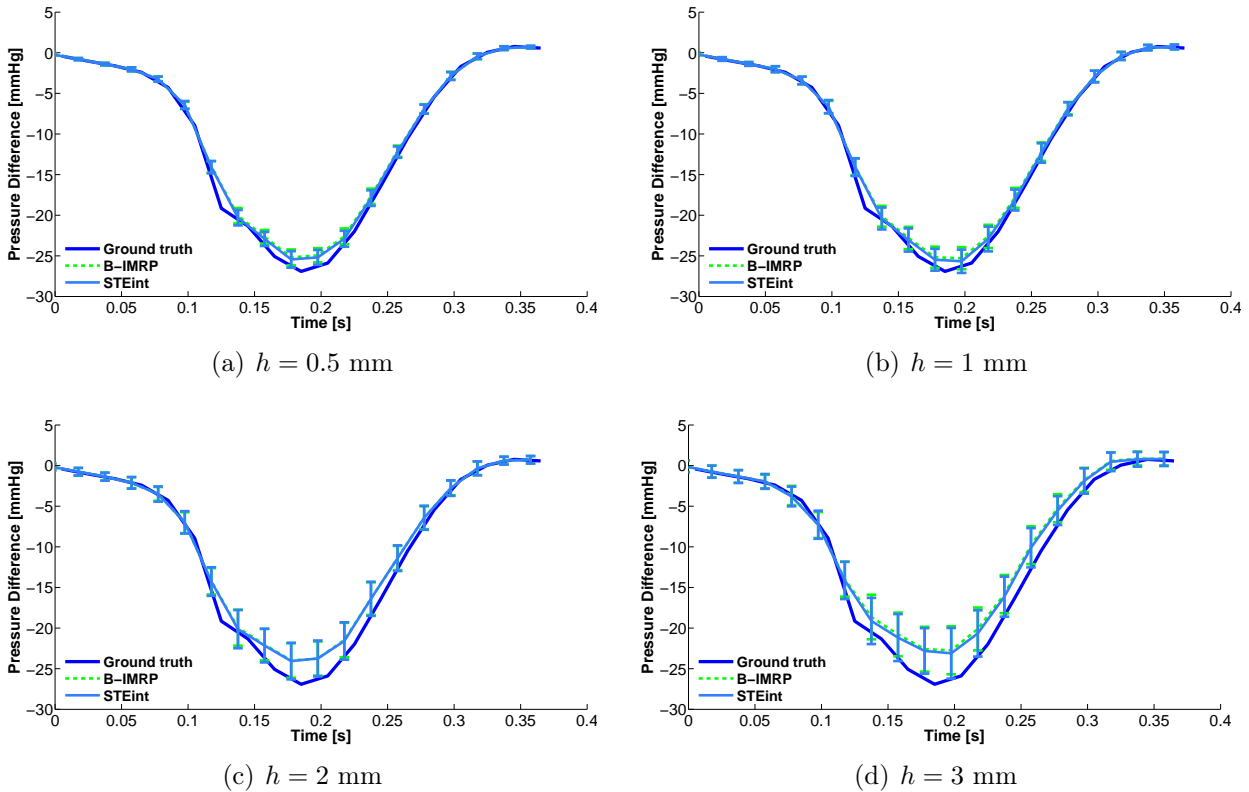 5
0
−5
−10
−15
−20
−25
−30
Pressure Difference [mmHg]
Ground truth
B−IMRP
STEint
0 0.05 0.1 0.15 0.2 0.25 0.3 0.35 0.4
Time [s]
(a) h = 0.5 mm
5
0
−5
−10
−15
−20
−25
−30
Pressure Difference [mmHg]
Ground truth
B−IMRP
STEint
0 0.05 0.1 0.15 0.2 0.25 0.3 0.35 0.4
Time [s]
(b) h = 1 mm
5
0
−5
−10
−15
−20
−25
−30
Pressure Difference [mmHg]
Ground truth
B−IMRP
STEint
0 0.05 0.1 0.15 0.2 0.25 0.3 0.35 0.4
Time [s]
(c) h = 2 mm
5
0
−5
−10
−15
−20
−25
−30
Pressure Difference [mmHg]
Ground truth
B−IMRP
STEint
0 0.05 0.1 0.15 0.2 0.25 0.3 0.35 0.4
Time [s]
(d) h = 3 mm